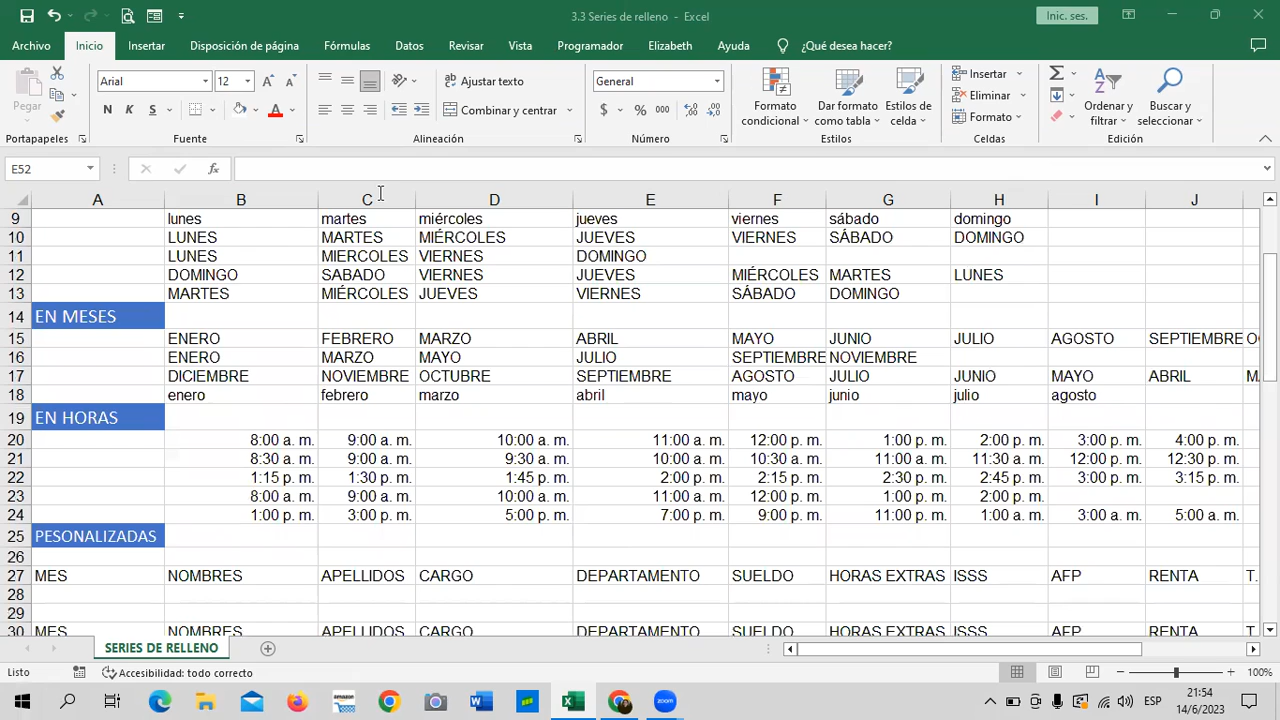 3.3 Series de relleno - Excel
Inic. ses.
Archivo Inicio Insertar Disposición de página Fórmulas Datos Revisar Vista Programador Elizabeth Ayuda ¿Qué desea hacer?
Pegar
Arial 12
N K S
Ajustar texto
Combinar y centrar
General
$ % 000
Formato condicional
Dar formato como tabla
Estilos de celda
Insertar
Eliminar
Formato
Ordenar y filtrar
Buscar y seleccionar
Portapapeles Fuente Alineación Número Estilos Celdas Edición
E52 fx
A B C D E F G H I J
9 lunes martes miércoles jueves viernes sábado domingo
10 LUNES MARTES MIÉRCOLES JUEVES VIERNES SÁBADO DOMINGO
11 LUNES MIERCOLES VIERNES DOMINGO
12 DOMINGO SABADO VIERNES JUEVES MIÉRCOLES MARTES LUNES
13 MARTES MIÉRCOLES JUEVES VIERNES SÁBADO DOMINGO
14 EN MESES
15 ENERO FEBRERO MARZO ABRIL MAYO JUNIO JULIO AGOSTO SEPTIEMBRE
16 ENERO MARZO MAYO JULIO SEPTIEMBRE NOVIEMBRE
17 DICIEMBRE NOVIEMBRE OCTUBRE SEPTIEMBRE AGOSTO JULIO JUNIO MAYO ABRIL
18 enero febrero marzo abril mayo junio julio agosto
19 EN HORAS
20 8:00 a. m. 9:00 a. m. 10:00 a. m. 11:00 a. m. 12:00 p. m. 1:00 p. m. 2:00 p. m. 3:00 p. m. 4:00 p. m.
21 8:30 a. m. 9:00 a. m. 9:30 a. m. 10:00 a. m. 10:30 a. m. 11:00 a. m. 11:30 a. m. 12:00 p. m. 12:30 p. m.
22 1:15 p. m. 1:30 p. m. 1:45 p. m. 2:00 p. m. 2:15 p. m. 2:30 p. m. 2:45 p. m. 3:00 p. m. 3:15 p. m.
23 8:00 a. m. 9:00 a. m. 10:00 a. m. 11:00 a. m. 12:00 p. m. 1:00 p. m. 2:00 p. m.
24 1:00 p. m. 3:00 p. m. 5:00 p. m. 7:00 p. m. 9:00 p. m. 11:00 p. m. 1:00 a. m. 3:00 a. m. 5:00 a. m.
25 PESONALIZADAS
26
27 MES NOMBRES APELLIDOS CARGO DEPARTAMENTO SUELDO HORAS EXTRAS ISSS AFP RENTA T.
28
29
30 MES NOMBRES APELLIDOS CARGO DEPARTAMENTO SUELDO HORAS EXTRAS ISSS AFP RENTA T.
SERIES DE RELLENO
Listo Accesibilidad: todo correcto 100%
ESP 21:54
14/6/2023